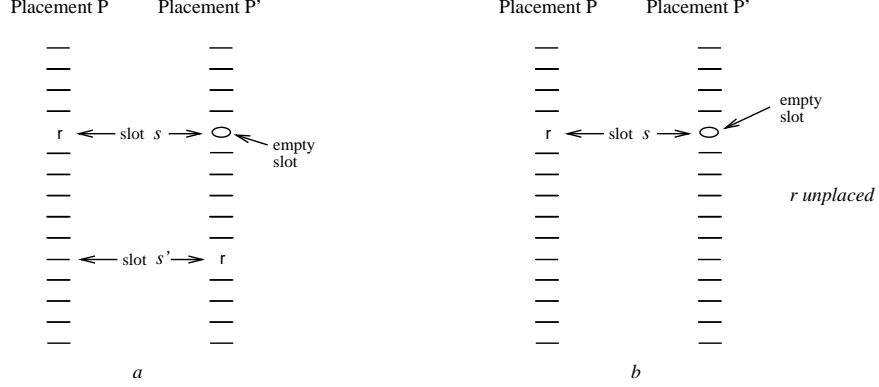 Placement P Placement P'
r slot s
empty
slot
slot s' r
a
Placement P Placement P'
empty
slot
r slot s
r unplaced
b